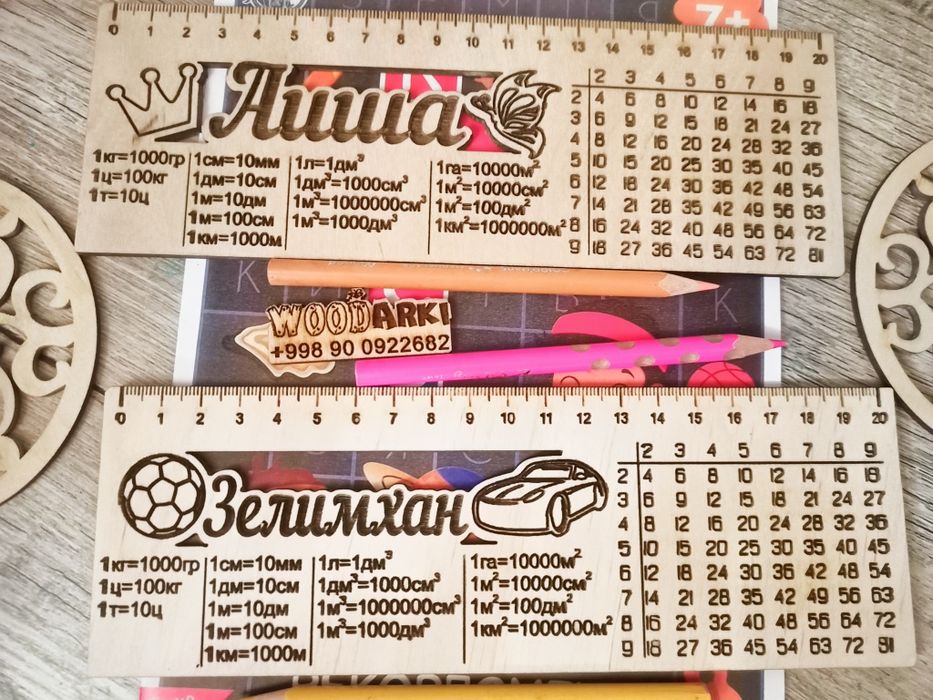 7+
0 1 2 3 4 5 6 7 8 9 10 11 12 13 14 15 16 17 18 19 20
Аиша
1кг=1000гр
1ц=100кг
1т=10ц
1см=10мм
1дм=10см
1м=10дм
1м=100см
1км=1000м
1л=1дм³
1дм³=1000см³
1м³=1000000см³
1м³=1000дм³
1га=10000м²
1м²=10000см²
1м²=100дм²
1км²=1000000м²
2 3 4 5 6 7 8 9
2 4 6 8 10 12 14 16 18
3 6 9 12 15 18 21 24 27
4 8 12 16 20 24 28 32 36
5 10 15 20 25 30 35 40 45
6 12 18 24 30 36 42 48 54
7 14 21 28 35 42 49 56 63
8 16 24 32 40 48 56 64 72
9 18 27 36 45 54 63 72 81
WOODARKI
+998 90 0922682
0 1 2 3 4 5 6 7 8 9 10 11 12 13 14 15 16 17 18 19 20
Зелимхан
1кг=1000гр
1ц=100кг
1т=10ц
1см=10мм
1дм=10см
1м=10дм
1м=100см
1км=1000м
1л=1дм³
1дм³=1000см³
1м³=1000000см³
1м³=1000дм³
1га=10000м²
1м²=10000см²
1м²=100дм²
1км²=1000000м²
2 3 4 5 6 7 8 9
2 4 6 8 10 12 14 16 18
3 6 9 12 15 18 21 24 27
4 8 12 16 20 24 28 32 36
5 10 15 20 25 30 35 40 45
6 12 18 24 30 36 42 48 54
7 14 21 28 35 42 49 56 63
8 16 24 32 40 48 56 64 72
9 18 27 36 45 54 63 72 81